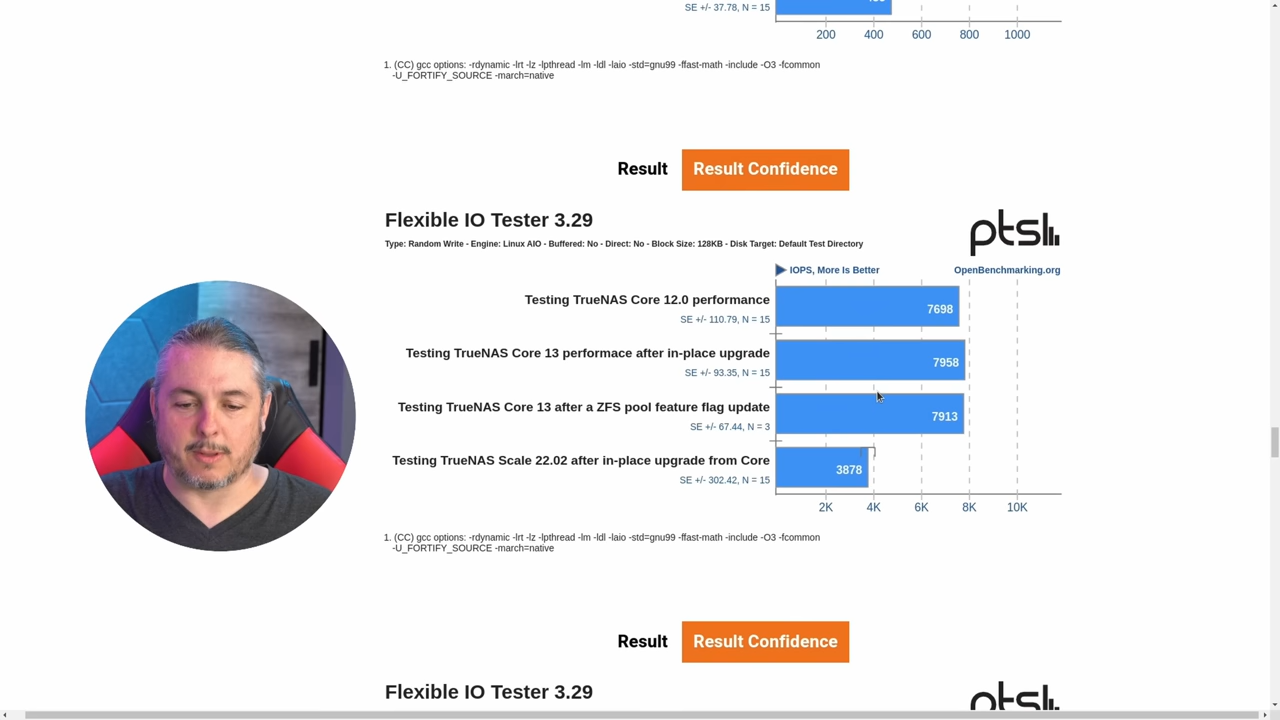 SE +/- 37.78, N = 15
200 400 600 800 1000
1. (CC) gcc options: -rdynamic -lrt -lz -lpthread -lm -ldl -laio -std=gnu99 -ffast-math -include -O3 -fcommon
-U_FORTIFY_SOURCE -march=native
Result Result Confidence
Flexible IO Tester 3.29
pts
Type: Random Write - Engine: Linux AIO - Buffered: No - Direct: No - Block Size: 128KB - Disk Target: Default Test Directory
IOPS, More Is Better OpenBenchmarking.org
Testing TrueNAS Core 12.0 performance 7698
SE +/- 110.79, N = 15
Testing TrueNAS Core 13 performace after in-place upgrade 7958
SE +/- 93.35, N = 15
Testing TrueNAS Core 13 after a ZFS pool feature flag update 7913
SE +/- 67.44, N = 3
Testing TrueNAS Scale 22.02 after in-place upgrade from Core 3878
SE +/- 302.42, N = 15
2K 4K 6K 8K 10K
1. (CC) gcc options: -rdynamic -lrt -lz -lpthread -lm -ldl -laio -std=gnu99 -ffast-math -include -O3 -fcommon
-U_FORTIFY_SOURCE -march=native
Result Result Confidence
Flexible IO Tester 3.29
pts